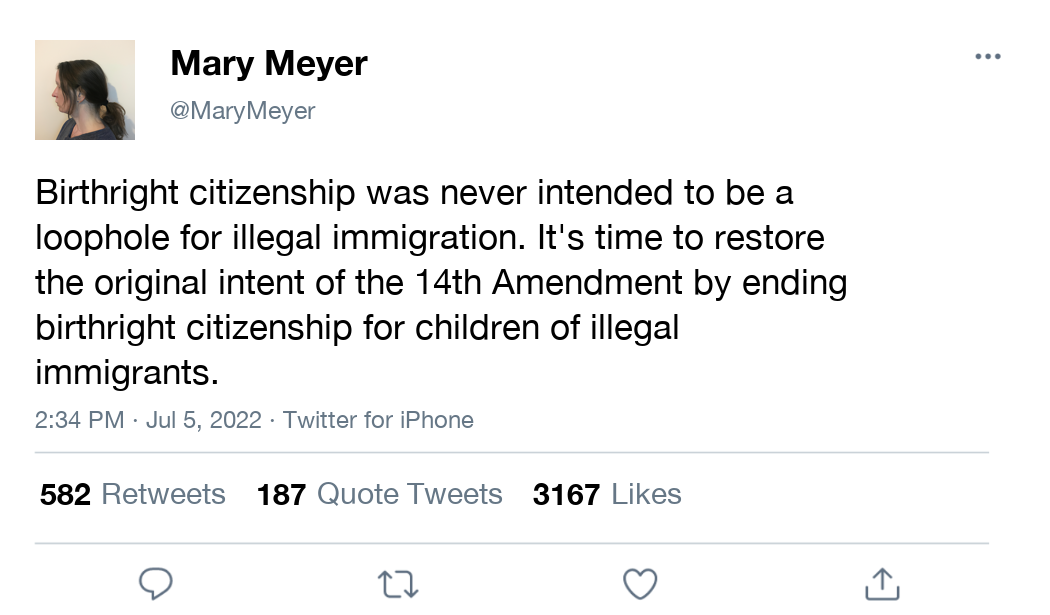 Mary Meyer
@MaryMeyer
Birthright citizenship was never intended to be a
loophole for illegal immigration. It's time to restore
the original intent of the 14th Amendment by ending
birthright citizenship for children of illegal
immigrants.
2:34 PM · Jul 5, 2022 · Twitter for iPhone
582 Retweets 187 Quote Tweets 3167 Likes